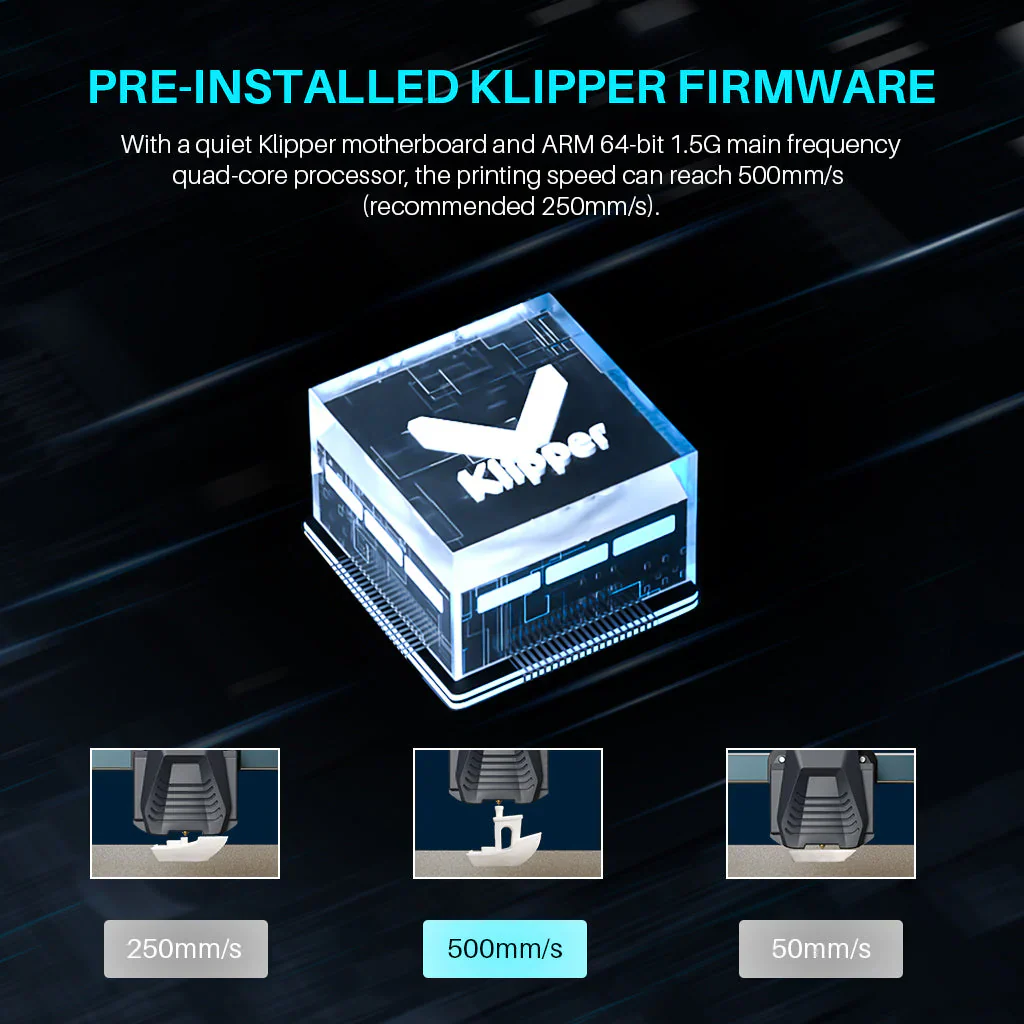 PRE-INSTALLED KLIPPER FIRMWARE
With a quiet Klipper motherboard and ARM 64-bit 1.5G main frequency
quad-core processor, the printing speed can reach 500mm/s
(recommended 250mm/s).
Klipper
250mm/s
500mm/s
50mm/s